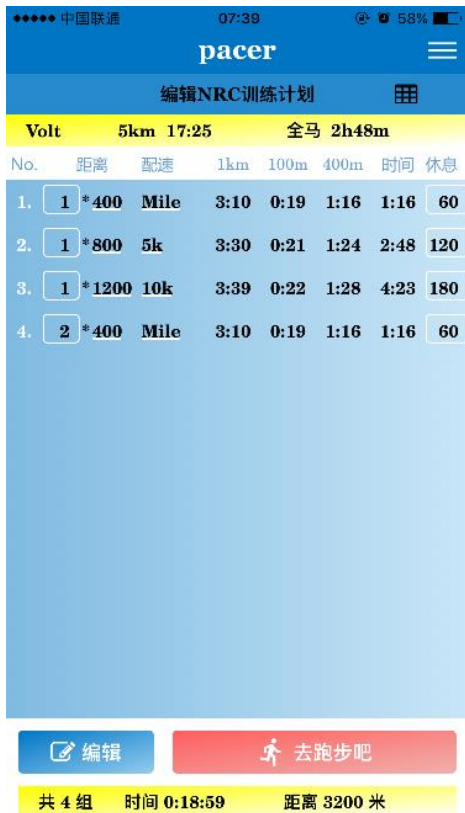 中国联通 07:39 58%
pacer
编辑NRC训练计划
Volt 5km 17:25 全马 2h48m
No. 距离 配速 1km 100m 400m 时间 休息
1. 1 *400 Mile 3:10 0:19 1:16 1:16 60
2. 1 *800 5k 3:30 0:21 1:24 2:48 120
3. 1 *1200 10k 3:39 0:22 1:28 4:23 180
4. 2 *400 Mile 3:10 0:19 1:16 1:16 60
编辑 去跑步吧
共 4 组 时间 0:18:59 距离 3200 米